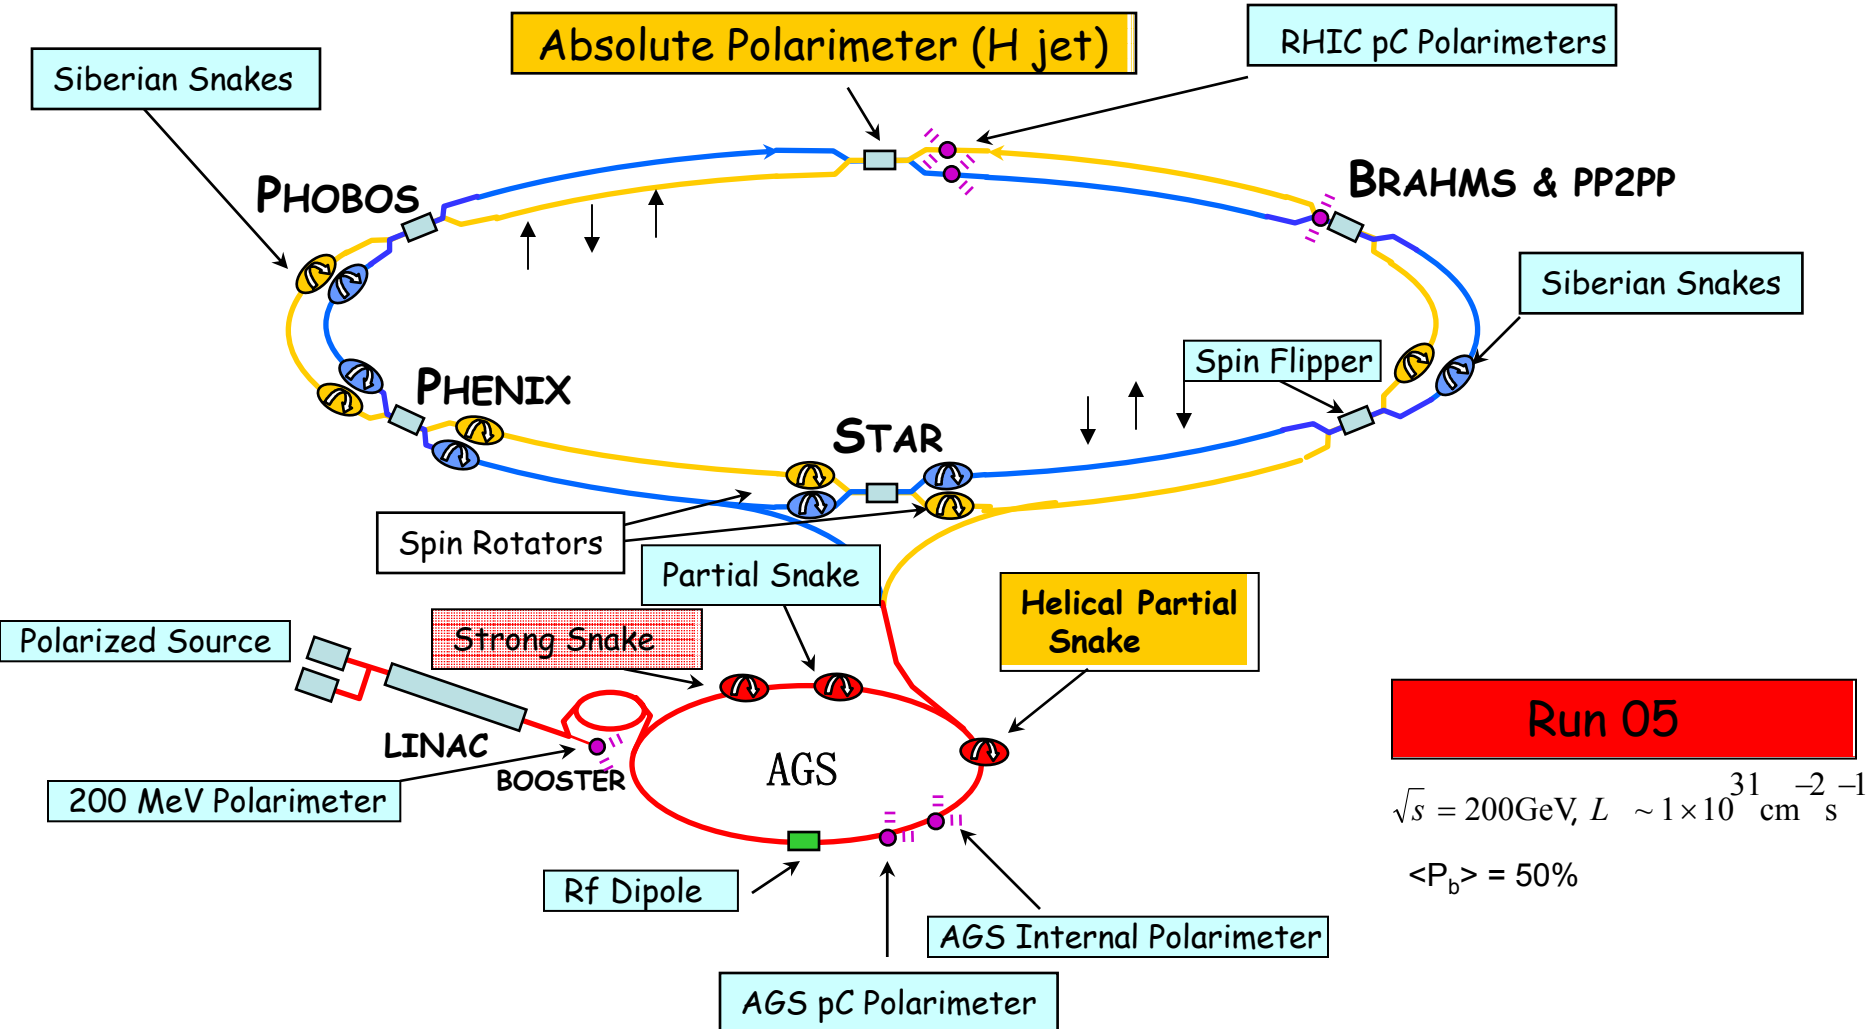 Absolute Polarimeter (H jet)
RHIC pC Polarimeters
Siberian Snakes
PHOBOS
BRAHMS & PP2PP
Siberian Snakes
Spin Flipper
PHENIX
STAR
Spin Rotators
Partial Snake
Helical Partial
Snake
Strong Snake
Polarized Source
LINAC
BOOSTER
AGS
200 MeV Polarimeter
Rf Dipole
AGS Internal Polarimeter
AGS pC Polarimeter
Run 05
√s = 200GeV, L ~ 1×10³¹ cm⁻² s⁻¹
<P_b> = 50%